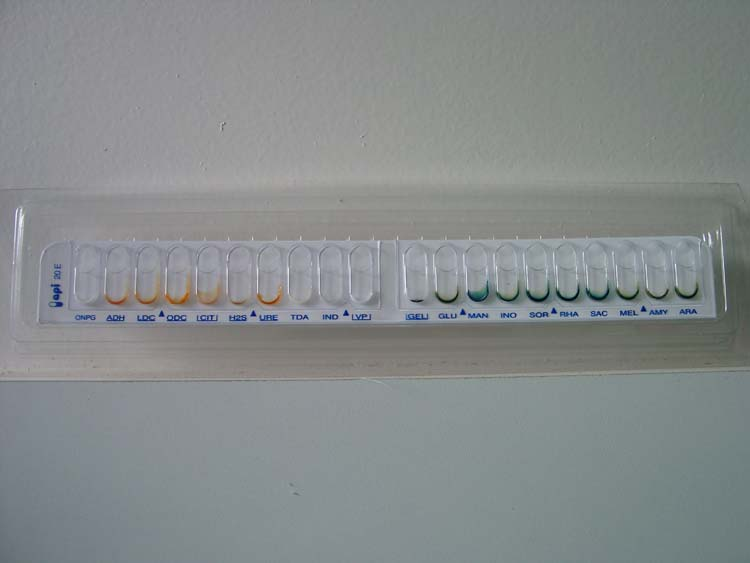 api 20 E
ONPG ADH LDC ODC |CIT| H2S URE TDA IND |VP| |GEL| GLU MAN INO SOR RHA SAC MEL AMY ARA